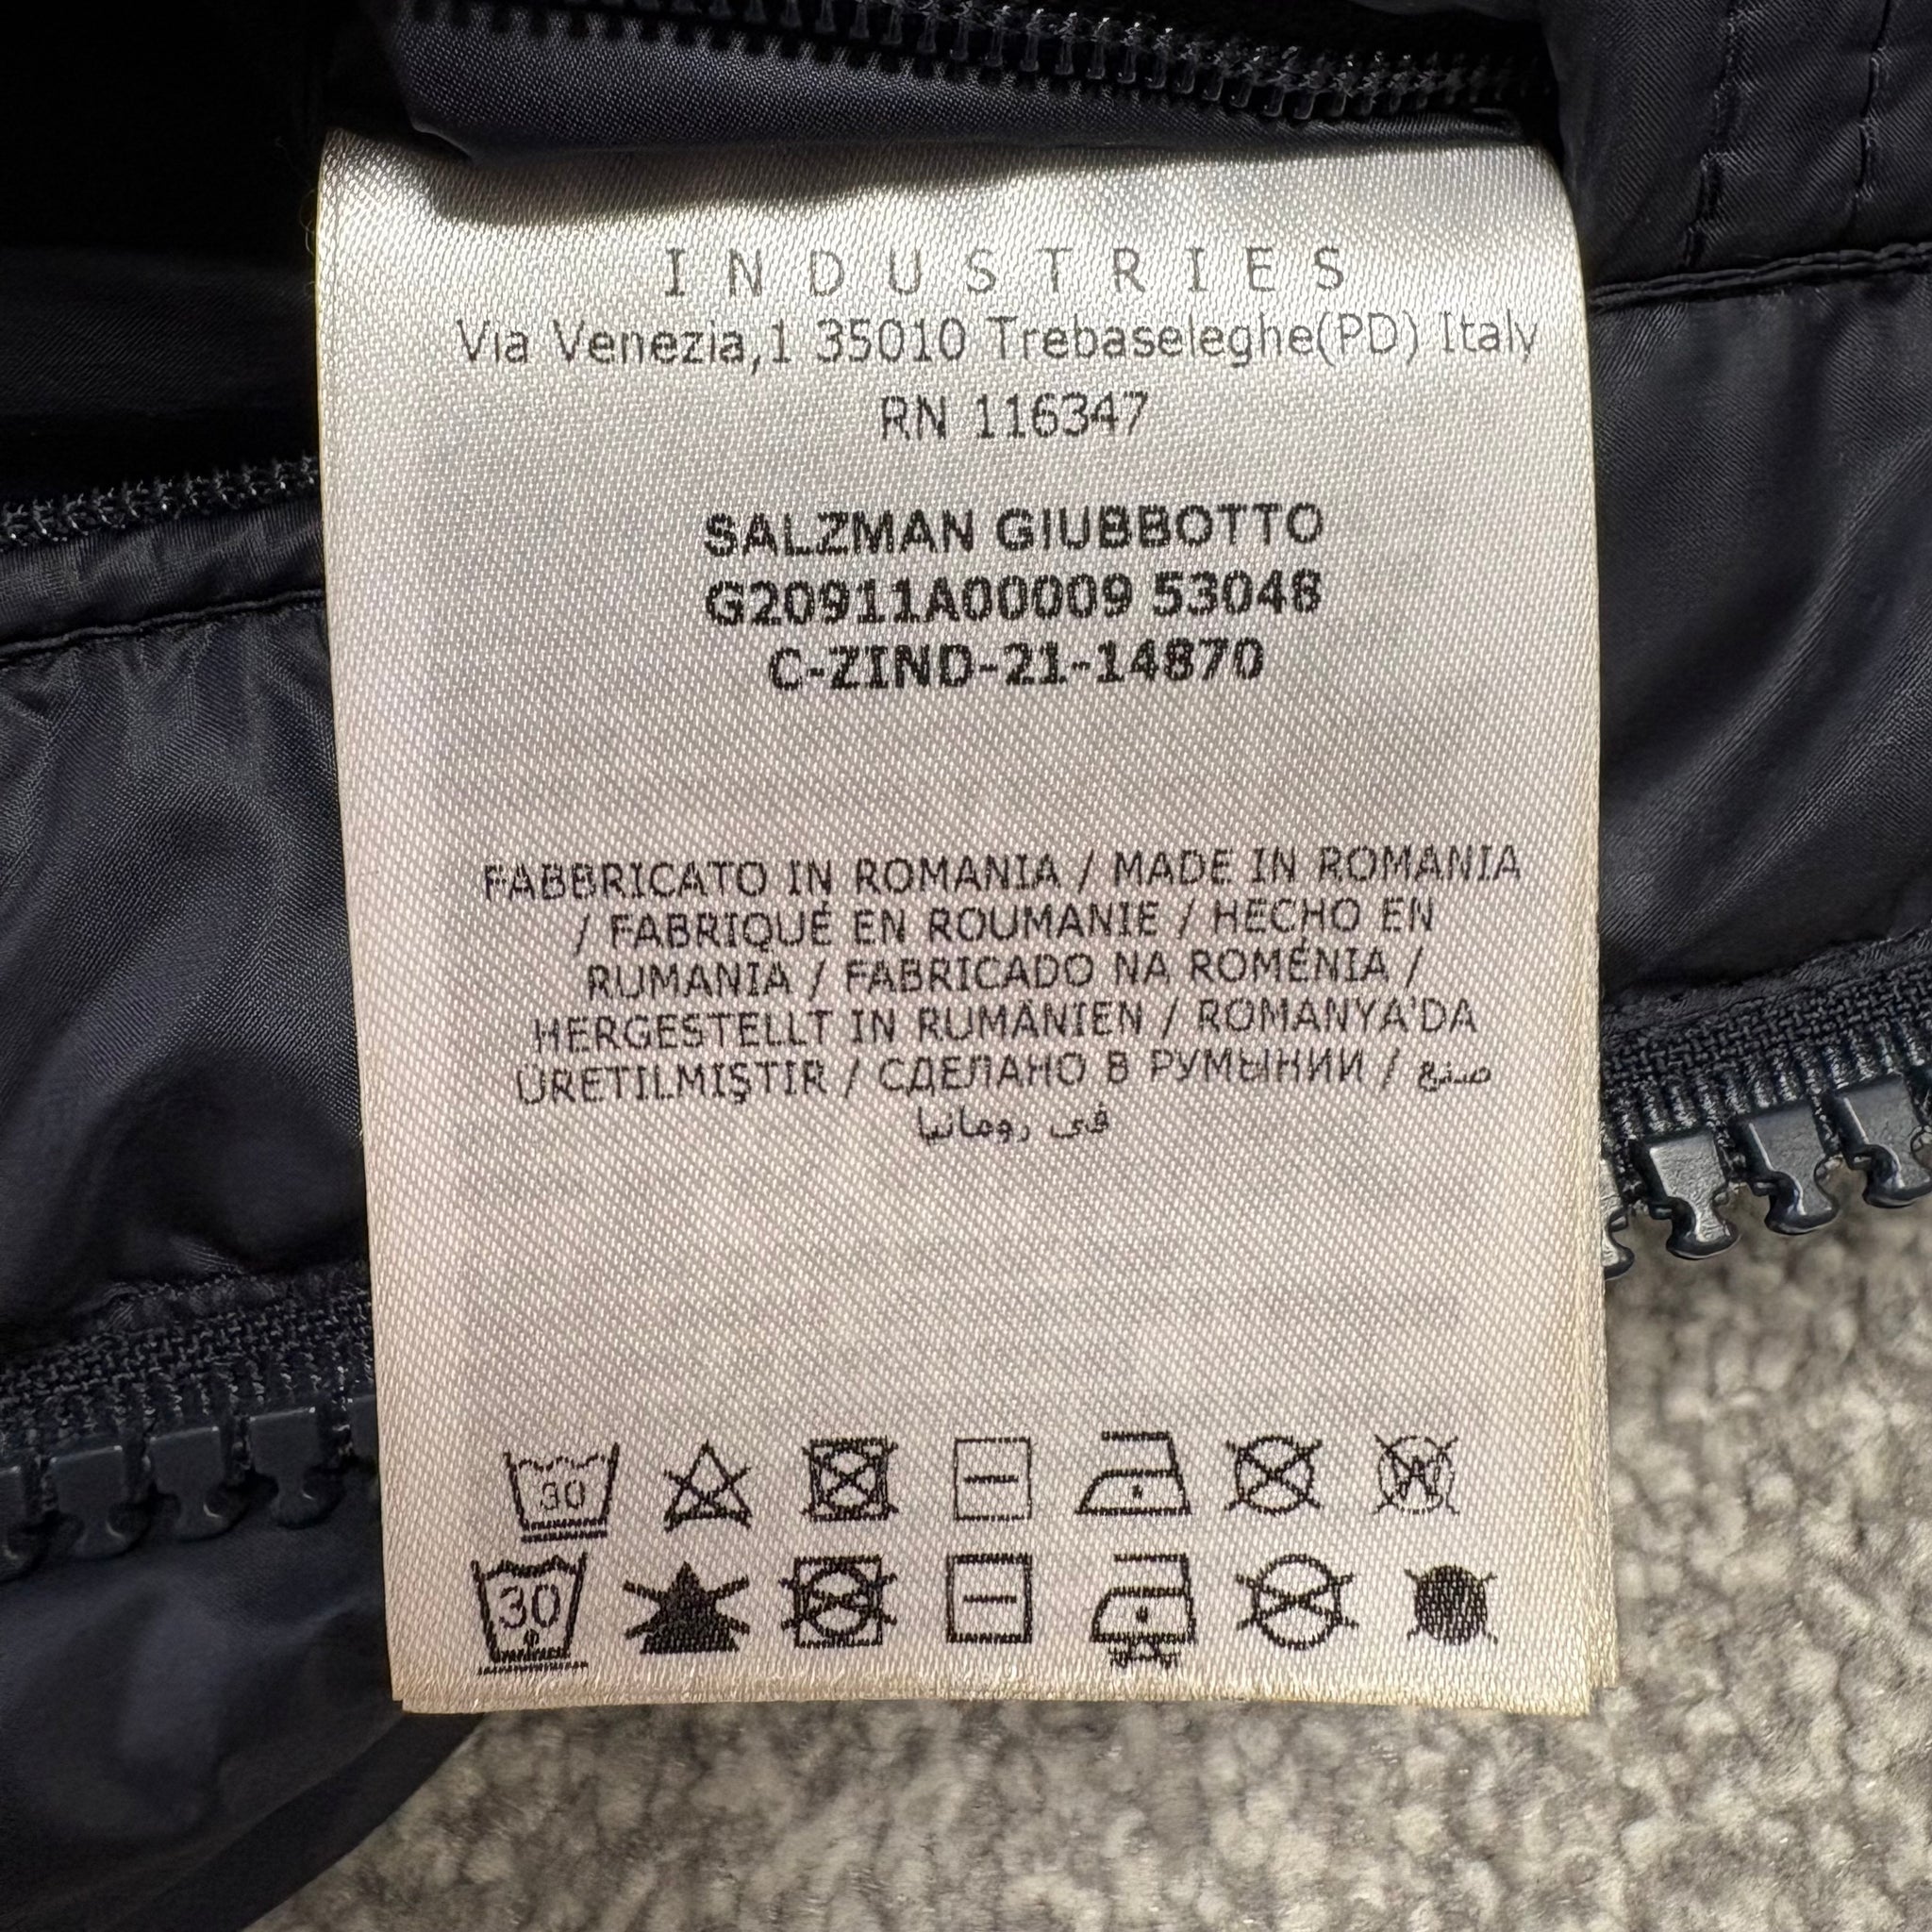 INDUSTRIES
Via Venezia,1 35010 Trebaseleghe(PD) Italy
RN 116347
SALZMAN GIUBBOTTO
G20911A00009 53048
C-ZIND-21-14870
FABBRICATO IN ROMANIA / MADE IN ROMANIA
/ FABRIQUÉ EN ROUMANIE / HECHO EN
RUMANIA / FABRICADO NA ROMÉNIA /
HERGESTELLT IN RUMÄNIEN / ROMANYA'DA
ÜRETILMIŞTIR / СДЕЛАНО В РУМЫНИИ / صنع
فى رومانيا
30 W
30